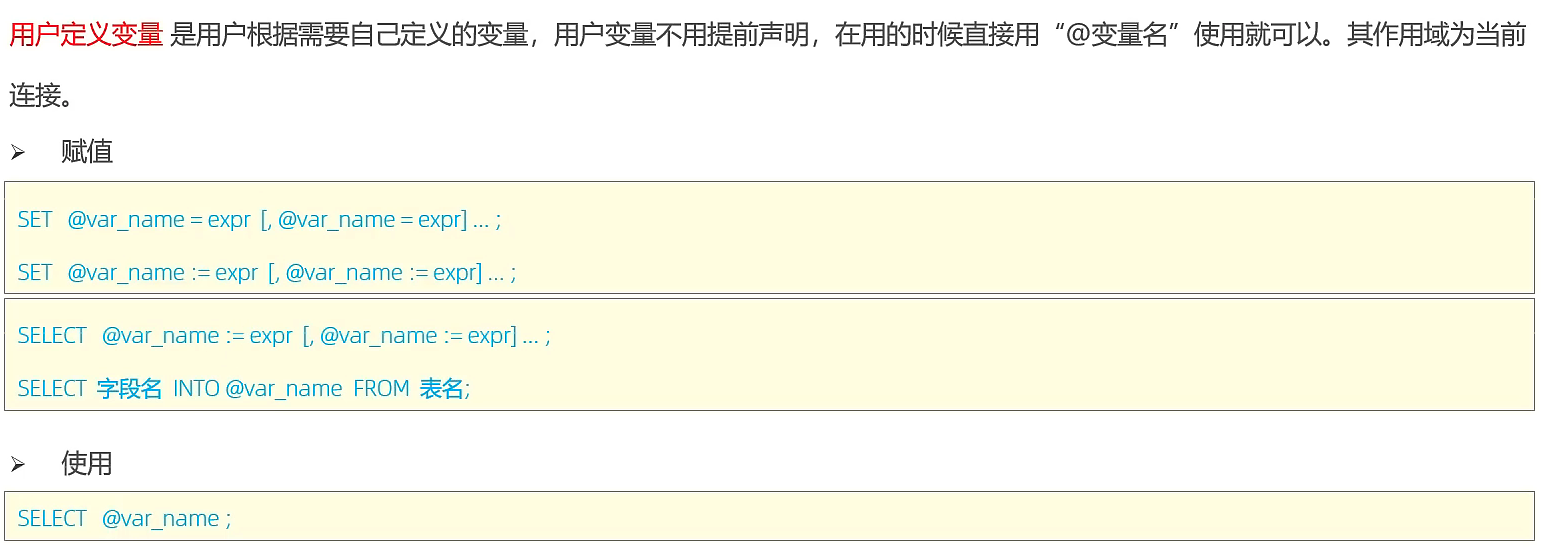 用户定义变量 是用户根据需要自己定义的变量，用户变量不用提前声明，在用的时候直接用“@变量名”使用就可以。其作用域为当前
连接。
➢ 赋值
SET @var_name = expr [, @var_name = expr] ... ;
SET @var_name := expr [, @var_name := expr] ... ;
SELECT @var_name := expr [, @var_name := expr] ... ;
SELECT 字段名 INTO @var_name FROM 表名;
➢ 使用
SELECT @var_name ;